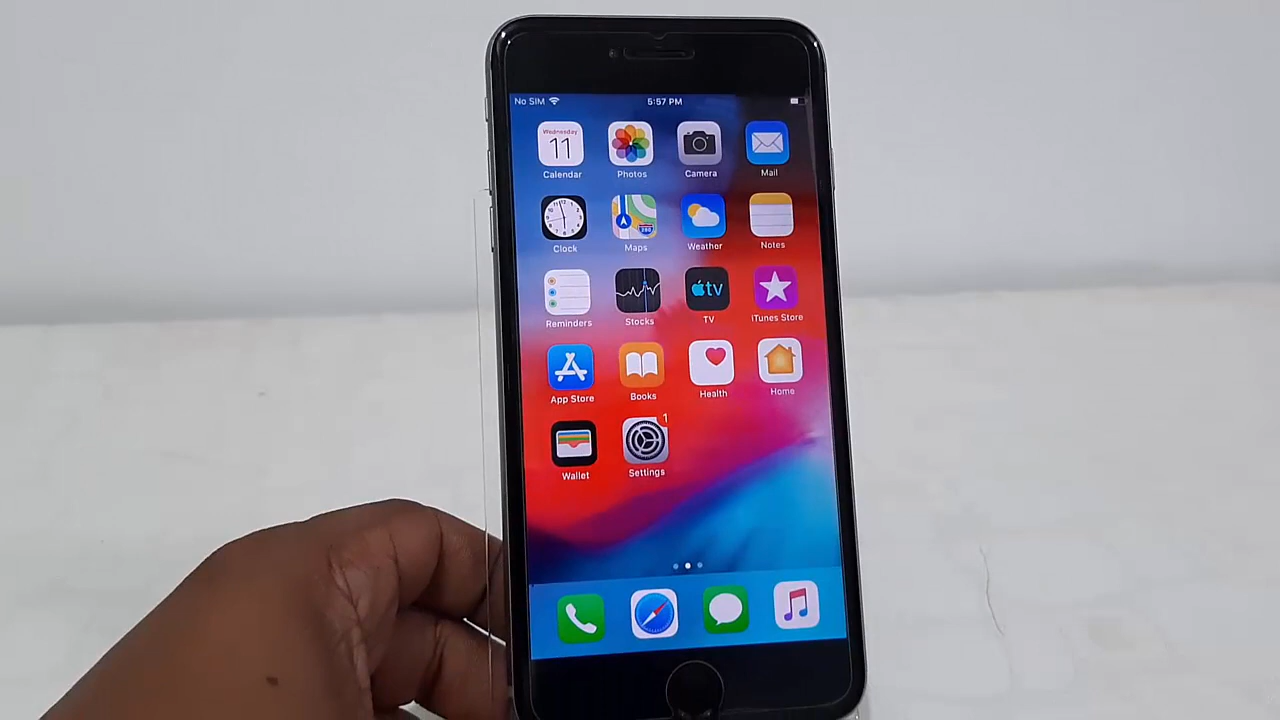 No SIM 5:57 PM
Wednesday
11
Calendar Photos Camera Mail
280
Clock Maps Weather Notes
tv
Reminders Stocks TV iTunes Store
App Store Books Health Home
1
Wallet Settings